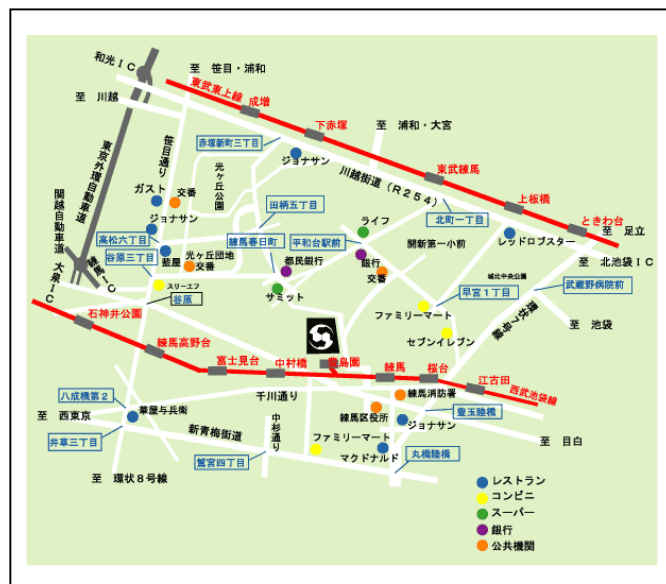 和光ＩＣ
至 笹目・浦和
東武東上線
成増
至 川越
下赤塚
至 浦和・大宮
赤塚新町三丁目
ジョナサン
東京外環自動車道
笹目通り
光ヶ丘公園
川越街道（Ｒ２５４）
東武練馬
上板橋
ときわ台
至 足立
関越自動車道
大泉ＩＣ
練馬ＩＣ
ガスト
交番
ジョナサン
田柄五丁目
ライフ
北町一丁目
レッドロブスター
至 北池袋ＩＣ
高松六丁目
藍屋
光ヶ丘団地
交番
練馬春日町
平和台駅前
開新第一小前
谷原三丁目
都民銀行
銀行
交番
城北中央公園
武蔵野病院前
スリーエフ
谷原
サミット
早宮１丁目
ファミリーマート
環状７号線
至 池袋
石神井公園
セブンイレブン
練馬高野台
富士見台
中村橋
豊島園
練馬
桜台
江古田
西武池袋線
八成橋第２
千川通り
練馬消防署
至 西東京
華屋与兵衛
中杉通り
練馬区役所
豊玉陸橋
ジョナサン
井草三丁目
新青梅街道
ファミリーマート
至 目白
鷺宮四丁目
マクドナルド
丸橋陸橋
至 環状８号線
レストラン
コンビニ
スーパー
銀行
公共機関